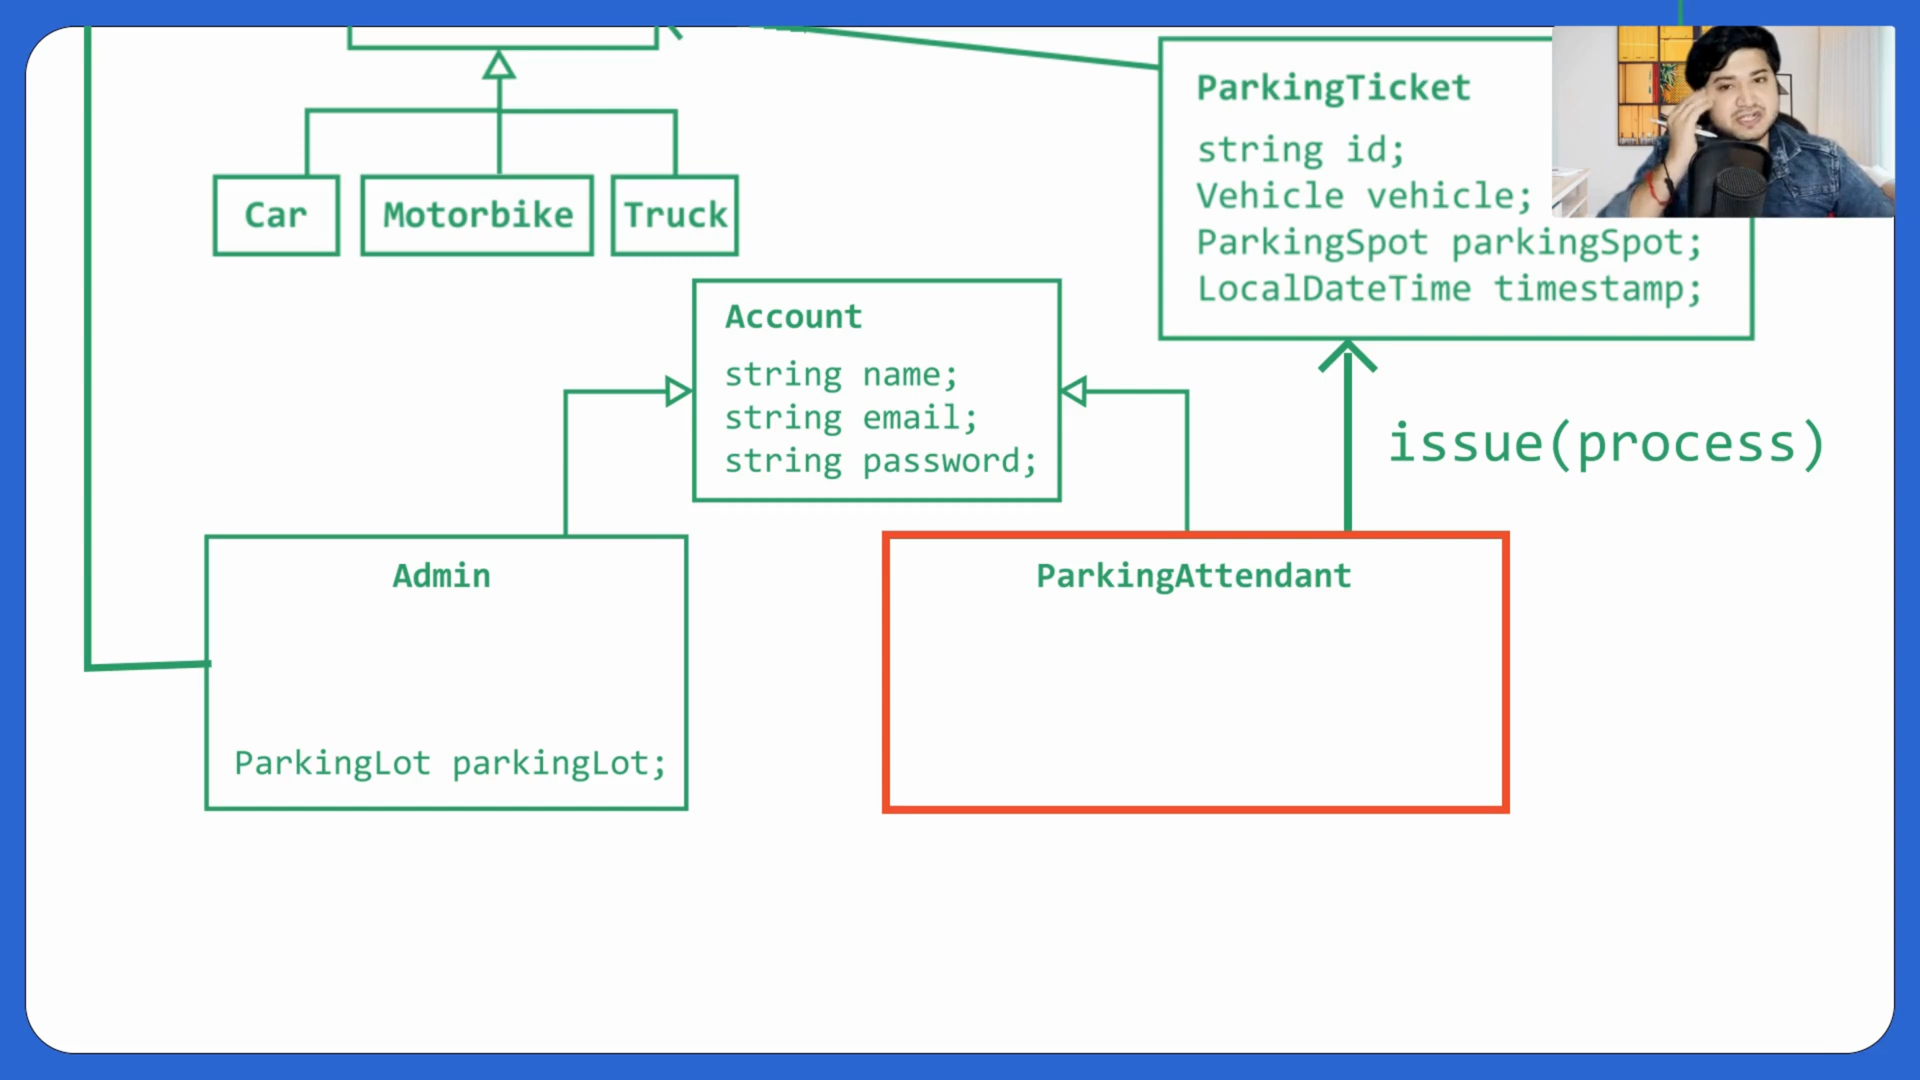 ParkingTicket
string id;
Vehicle vehicle;
ParkingSpot parkingSpot;
LocalDateTime timestamp;
Car
Motorbike
Truck
Account
string name;
string email;
string password;
issue(process)
Admin
ParkingLot parkingLot;
ParkingAttendant